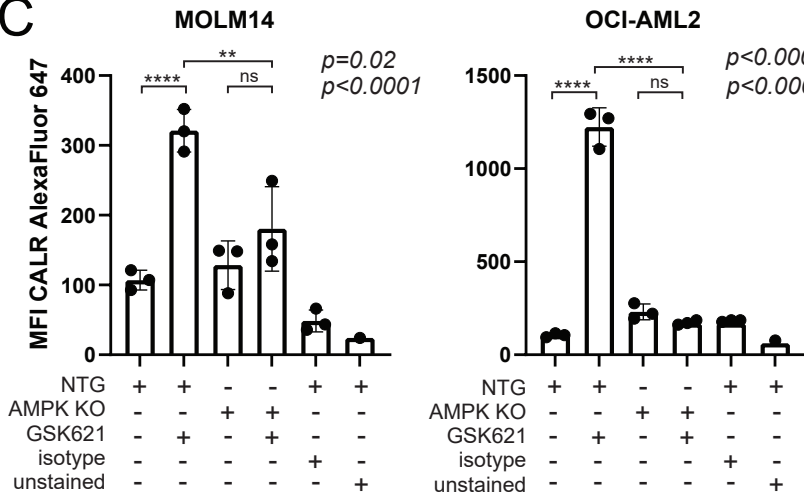 C
MOLM14
OCI-AML2
MFI CALR AlexaFluor 647
400
300
200
100
0
****
**
ns
p=0.02
p<0.0001
1500
1000
500
0
****
****
ns
NTG + + - - + +
AMPK KO - - + + - -
GSK621 - + - + - -
isotype - - - - + -
unstained - - - - - +
NTG + + - - + +
AMPK KO - - + + - -
GSK621 - + - + - -
isotype - - - - + -
unstained - - - - - +